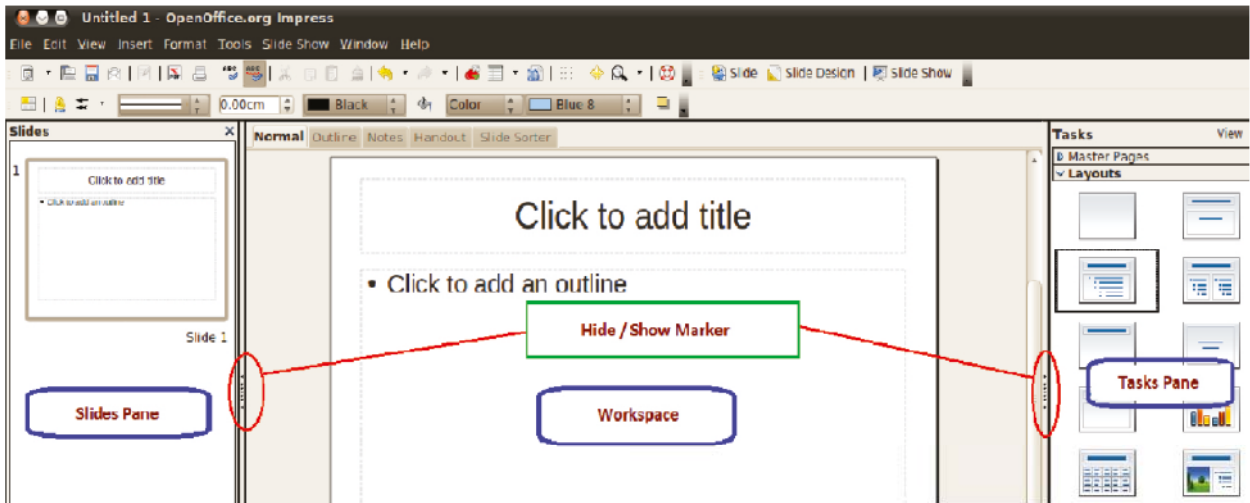 Untitled 1 - OpenOffice.org Impress
File Edit View Insert Format Tools Slide Show Window Help
Slide Slide Design Slide Show
0.00cm Black Color Blue 8
Slides x
Normal Outline Notes Handout Slide Sorter
Tasks View
Master Pages
Layouts
1
Click to add title
• Click to add an outline
Slide 1
Click to add title
• Click to add an outline
Hide / Show Marker
Slides Pane
Workspace
Tasks Pane